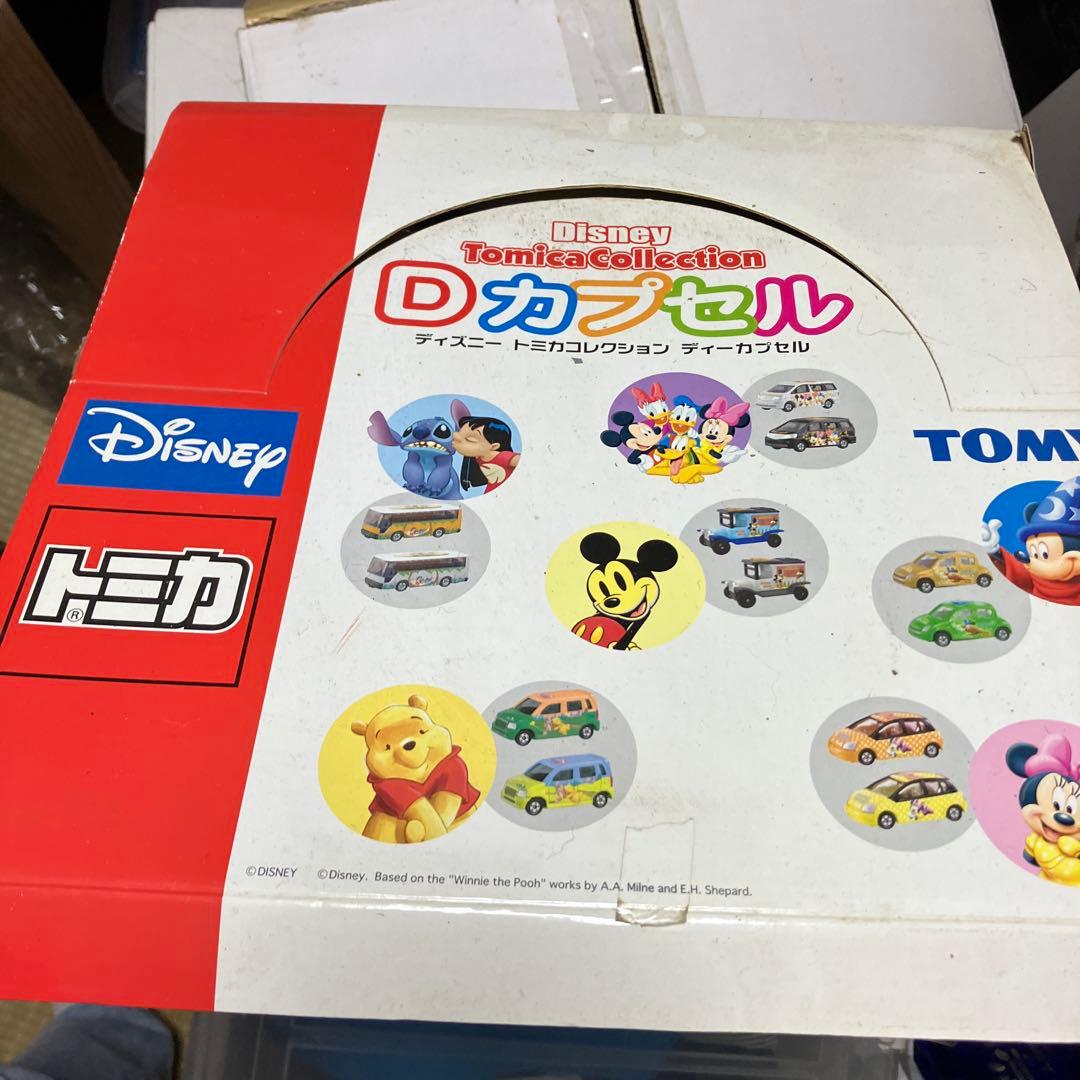 Disney
Tomica Collection
Dカプセル
ディズニー トミカコレクション ディーカプセル
Disney
トミカ
®
TOMY
©DISNEY ©Disney. Based on the "Winnie the Pooh" works by A.A. Milne and E.H. Shepard.